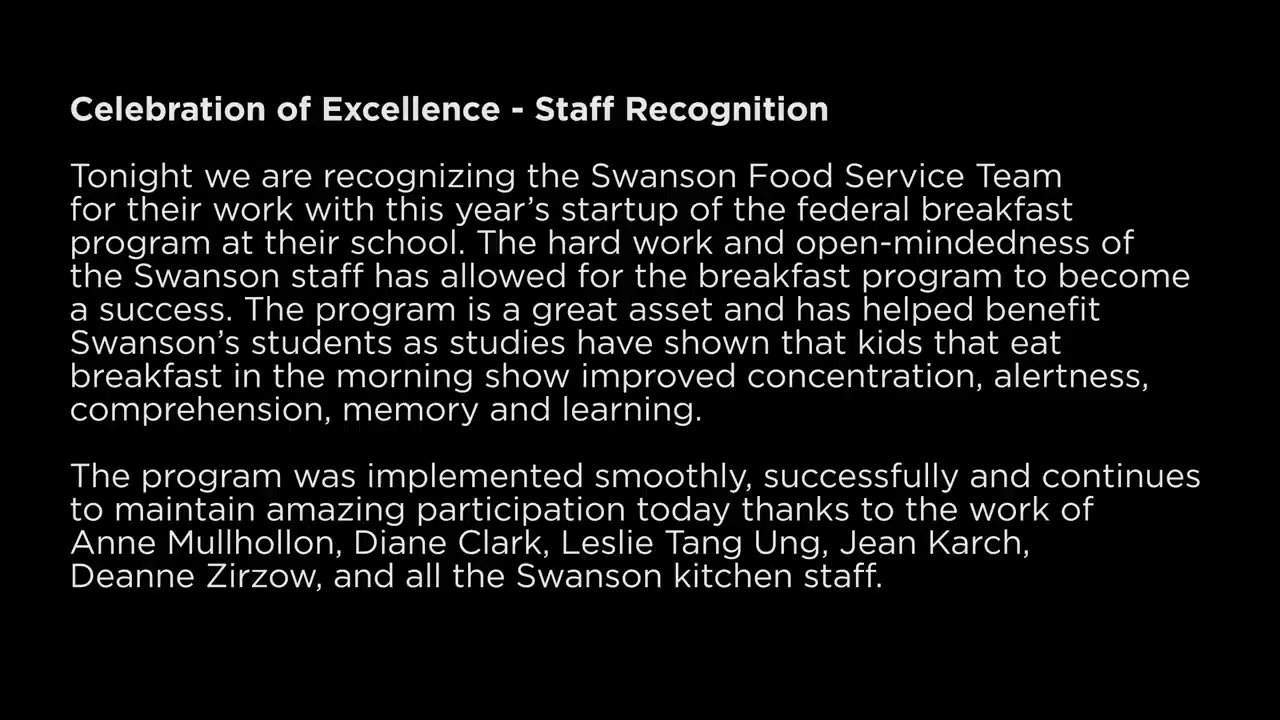 Celebration of Excellence - Staff Recognition
Tonight we are recognizing the Swanson Food Service Team
for their work with this year’s startup of the federal breakfast
program at their school. The hard work and open-mindedness of
the Swanson staff has allowed for the breakfast program to become
a success. The program is a great asset and has helped benefit
Swanson’s students as studies have shown that kids that eat
breakfast in the morning show improved concentration, alertness,
comprehension, memory and learning.
The program was implemented smoothly, successfully and continues
to maintain amazing participation today thanks to the work of
Anne Mullhollon, Diane Clark, Leslie Tang Ung, Jean Karch,
Deanne Zirzow, and all the Swanson kitchen staff.